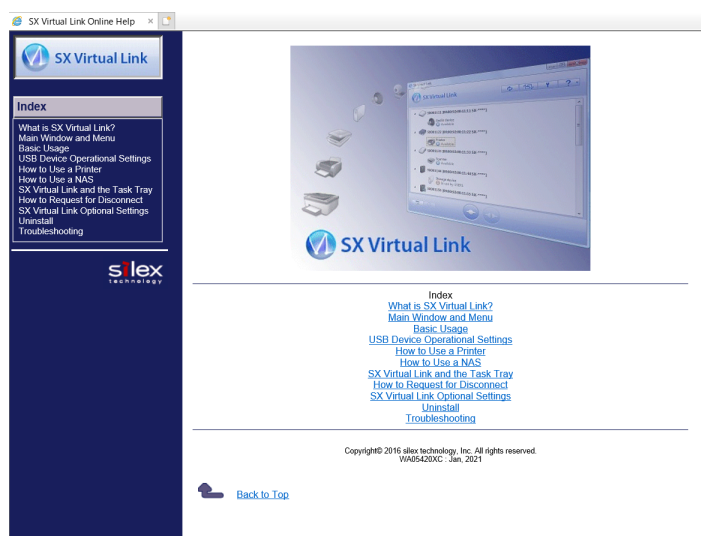 SX Virtual Link Online Help
SX Virtual Link
Index
What is SX Virtual Link?
Main Window and Menu
Basic Usage
USB Device Operational Settings
How to Use a Printer
How to Use a NAS
SX Virtual Link and the Task Tray
How to Request for Disconnect
SX Virtual Link Optional Settings
Uninstall
Troubleshooting
silex
technology
SX Virtual Link
SX Virtual Link
Index
What is SX Virtual Link?
Main Window and Menu
Basic Usage
USB Device Operational Settings
How to Use a Printer
How to Use a NAS
SX Virtual Link and the Task Tray
How to Request for Disconnect
SX Virtual Link Optional Settings
Uninstall
Troubleshooting
Copyright© 2016 silex technology, Inc. All rights reserved.
WA05420XC : Jan, 2021
Back to Top